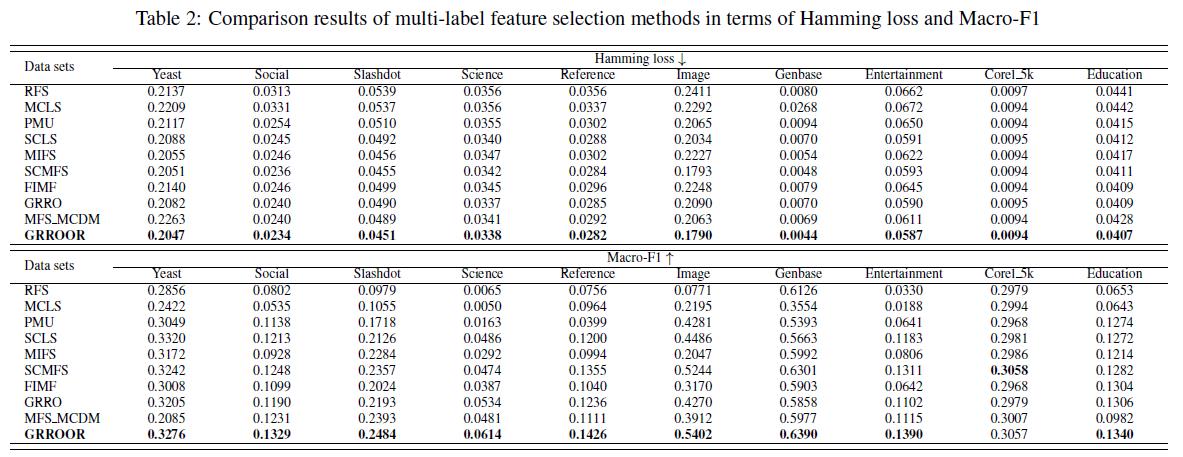 Table 2: Comparison results of multi-label feature selection methods in terms of Hamming loss and Macro-F1
Data sets Hamming loss ↓
Yeast Social Slashdot Science Reference Image Genbase Entertainment Corel_5k Education
RFS 0.2137 0.0313 0.0539 0.0356 0.0356 0.2411 0.0080 0.0662 0.0097 0.0441
MCLS 0.2209 0.0331 0.0537 0.0356 0.0337 0.2292 0.0268 0.0672 0.0094 0.0442
PMU 0.2117 0.0254 0.0510 0.0355 0.0302 0.2065 0.0094 0.0650 0.0094 0.0415
SCLS 0.2088 0.0245 0.0492 0.0340 0.0288 0.2034 0.0070 0.0591 0.0095 0.0412
MIFS 0.2055 0.0246 0.0456 0.0347 0.0302 0.2227 0.0054 0.0622 0.0094 0.0417
SCMFS 0.2051 0.0236 0.0455 0.0342 0.0284 0.1793 0.0048 0.0593 0.0094 0.0411
FIMF 0.2140 0.0246 0.0499 0.0345 0.0296 0.2248 0.0079 0.0645 0.0094 0.0409
GRRO 0.2082 0.0240 0.0490 0.0337 0.0285 0.2090 0.0070 0.0590 0.0095 0.0409
MFS_MCDM 0.2263 0.0240 0.0489 0.0341 0.0292 0.2063 0.0069 0.0611 0.0094 0.0428
GRROOR 0.2047 0.0234 0.0451 0.0338 0.0282 0.1790 0.0044 0.0587 0.0094 0.0407
Data sets Macro-F1 ↑
Yeast Social Slashdot Science Reference Image Genbase Entertainment Corel_5k Education
RFS 0.2856 0.0802 0.0979 0.0065 0.0756 0.0771 0.6126 0.0330 0.2979 0.0653
MCLS 0.2422 0.0535 0.1055 0.0050 0.0964 0.2195 0.3554 0.0188 0.2994 0.0643
PMU 0.3049 0.1138 0.1718 0.0163 0.0399 0.4281 0.5393 0.0641 0.2968 0.1274
SCLS 0.3320 0.1213 0.2126 0.0486 0.1200 0.4486 0.5663 0.1183 0.2981 0.1272
MIFS 0.3172 0.0928 0.2284 0.0292 0.0994 0.2047 0.5992 0.0806 0.2986 0.1214
SCMFS 0.3242 0.1248 0.2357 0.0474 0.1355 0.5244 0.6301 0.1311 0.3058 0.1282
FIMF 0.3008 0.1099 0.2024 0.0387 0.1040 0.3170 0.5903 0.0642 0.2968 0.1304
GRRO 0.3205 0.1190 0.2193 0.0534 0.1236 0.4270 0.5858 0.1102 0.2979 0.1306
MFS_MCDM 0.2085 0.1231 0.2393 0.0481 0.1111 0.3912 0.5977 0.1115 0.3007 0.0982
GRROOR 0.3276 0.1329 0.2484 0.0614 0.1426 0.5402 0.6390 0.1390 0.3057 0.1340